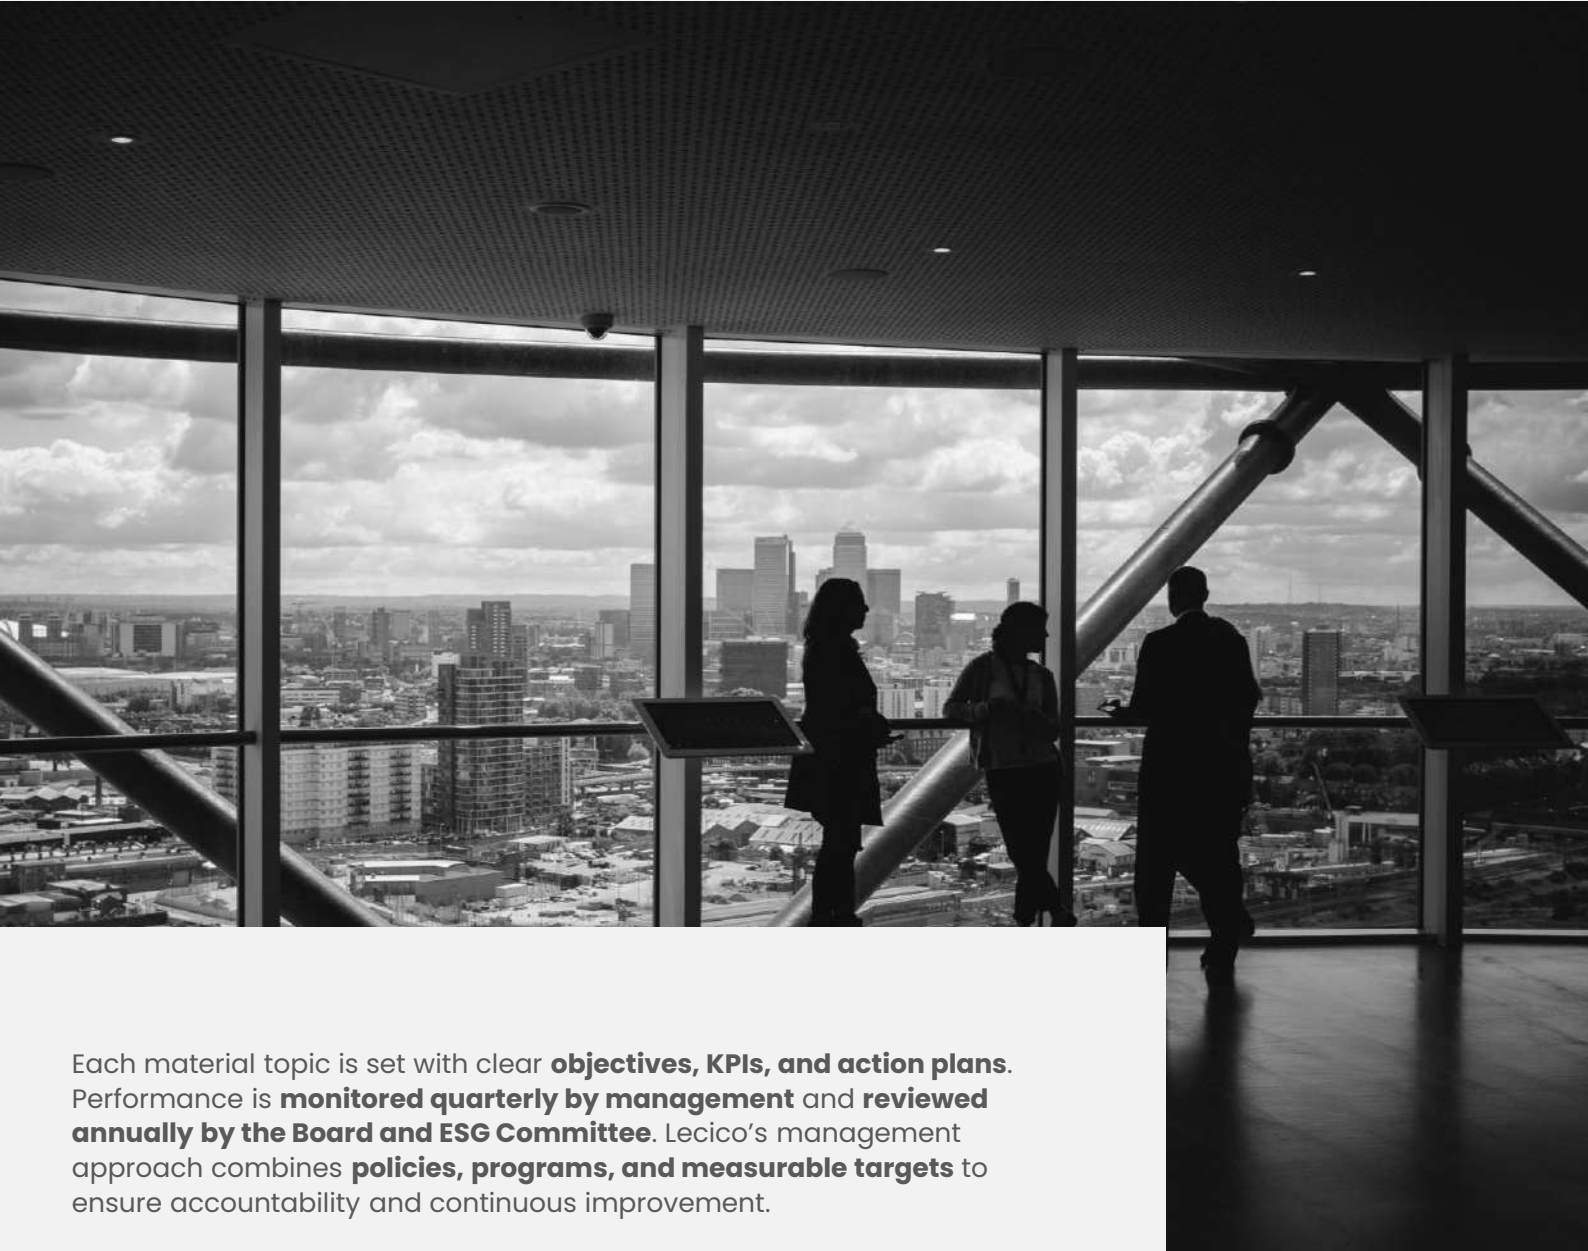 Each material topic is set with clear objectives, KPIs, and action plans.
Performance is monitored quarterly by management and reviewed
annually by the Board and ESG Committee. Lecico’s management
approach combines policies, programs, and measurable targets to
ensure accountability and continuous improvement.